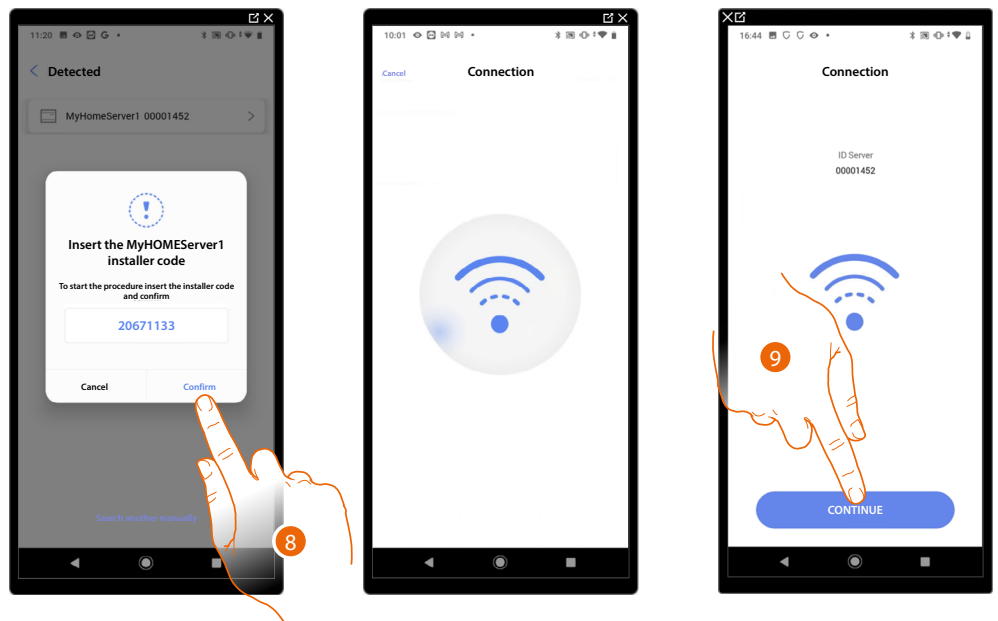 11:20 G
Detected
MyHomeServer1 00001452
Insert the MyHOMEServer1
installer code
To start the procedure insert the installer code
and confirm
20671133
Cancel Confirm
Search another manually
8
10:01
Cancel Connection
16:44
Connection
ID Server
00001452
9
CONTINUE